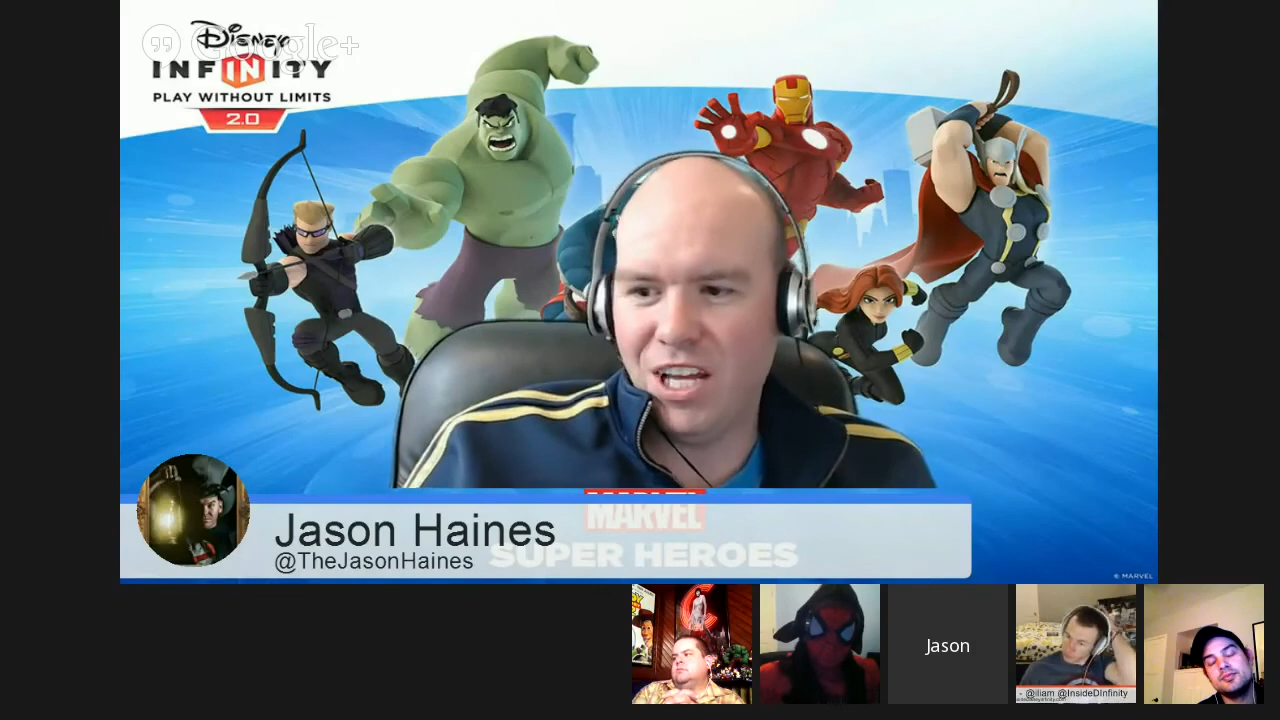 Google+
DISNEY
INFINITY
PLAY WITHOUT LIMITS
2.0
Jason Haines
@TheJasonHaines
MARVEL
SUPER HEROES
© MARVEL
Jason
- @iliam @InsideDInfinity